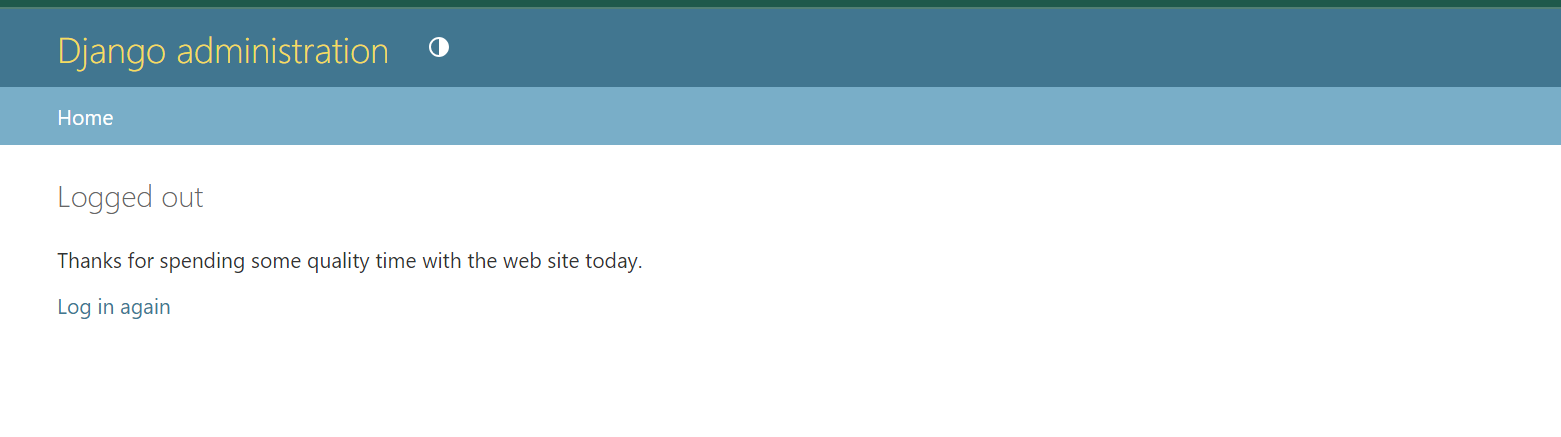 Django administration
Home
Logged out
Thanks for spending some quality time with the web site today.
Log in again